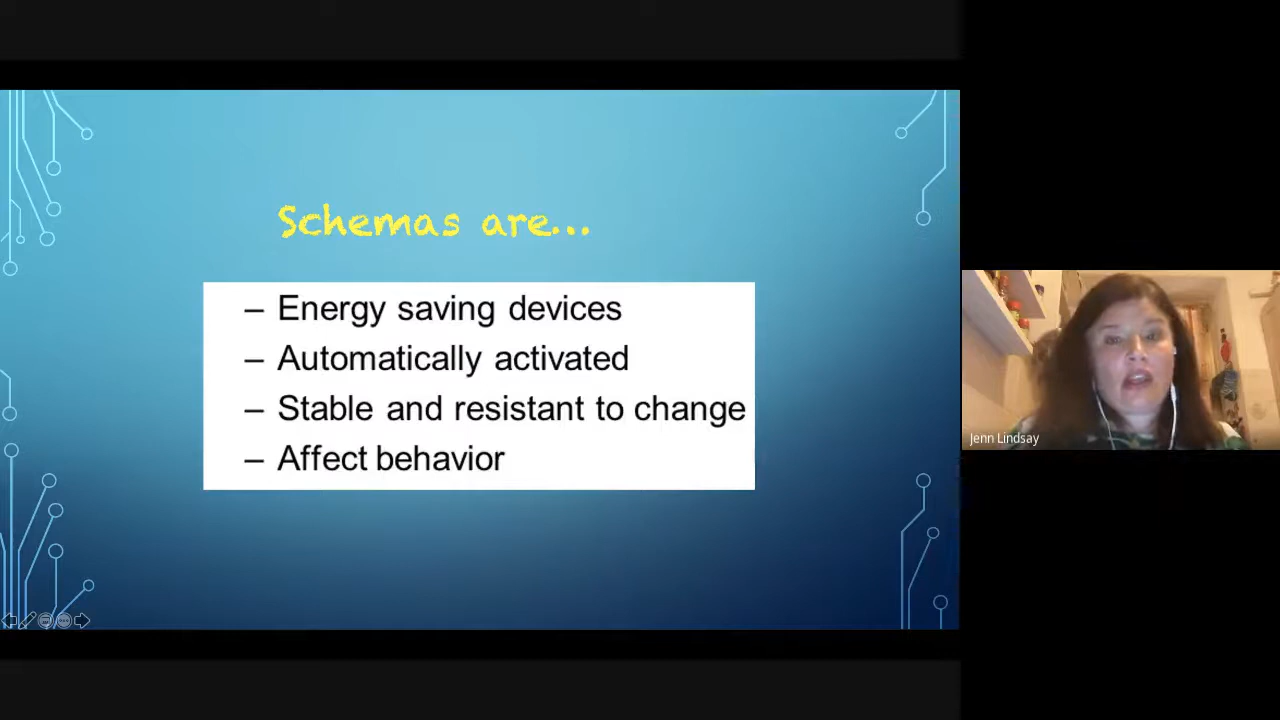 Schemas are...
– Energy saving devices
– Automatically activated
– Stable and resistant to change
– Affect behavior
Jenn Lindsay